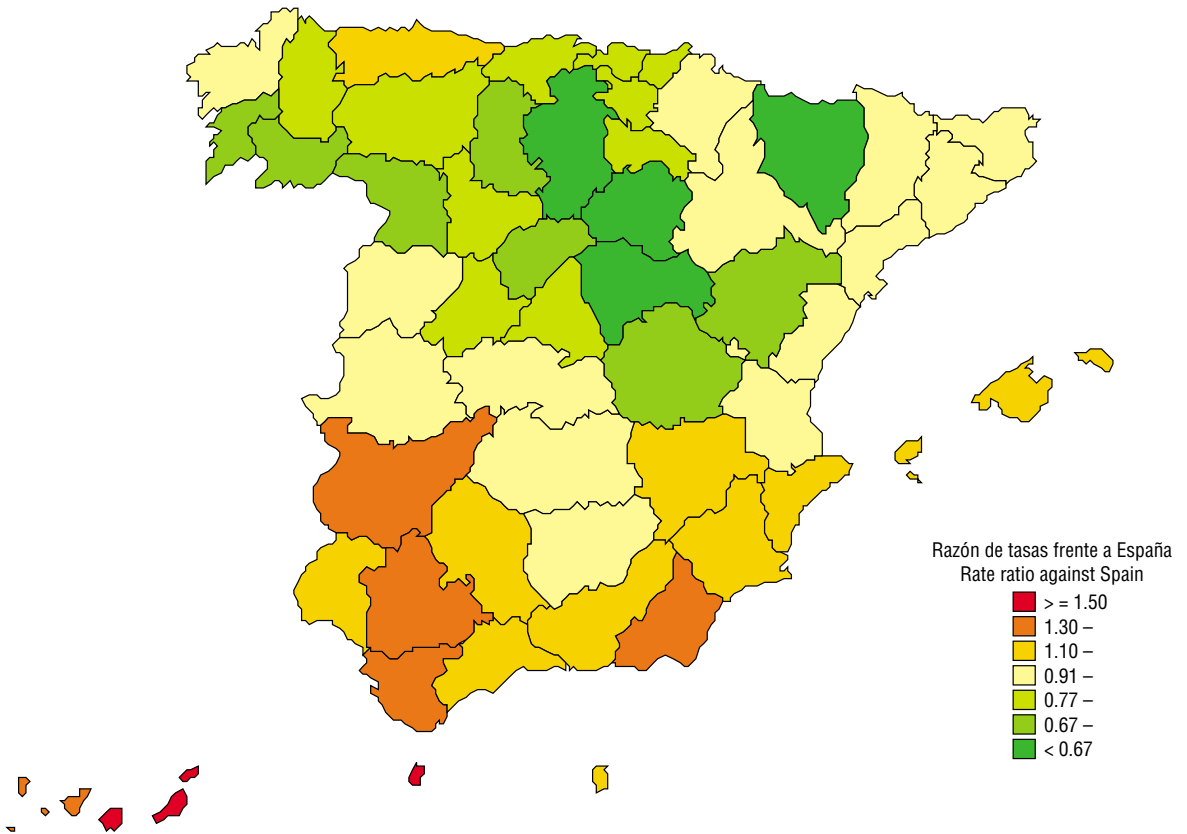 Razón de tasas frente a España
Rate ratio against Spain
> = 1.50
1.30 –
1.10 –
0.91 –
0.77 –
0.67 –
< 0.67